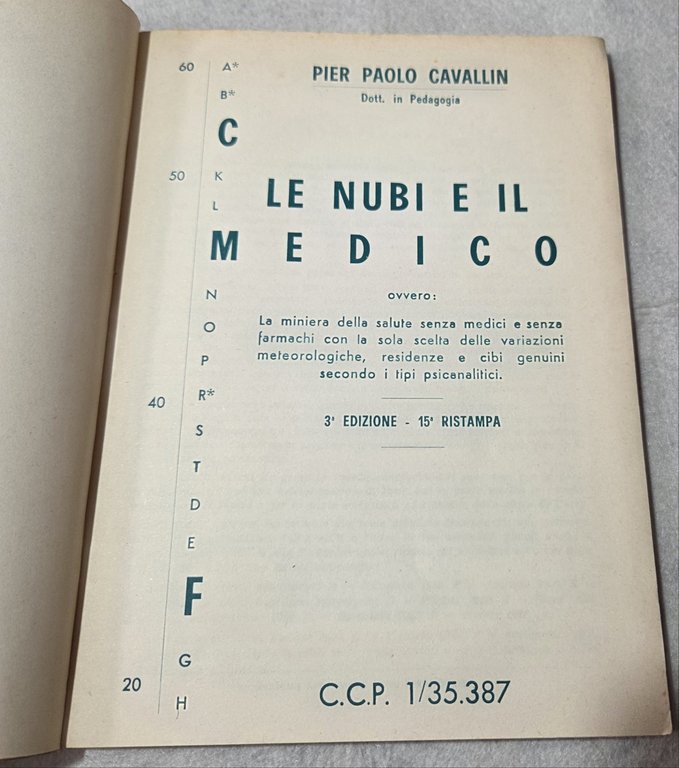 60 A*
B*
C
50 K
L
M
N
O
P
40 R*
S
T
D
E
F
G
20 H
PIER PAOLO CAVALLIN
Dott. in Pedagogia
LE NUBI E IL
MEDICO
ovvero:
La miniera della salute senza medici e senza
farmachi con la sola scelta delle variazioni
meteorologiche, residenze e cibi genuini
secondo i tipi psicanalitici.
3ª EDIZIONE - 15ª RISTAMPA
C.C.P. 1/35.387